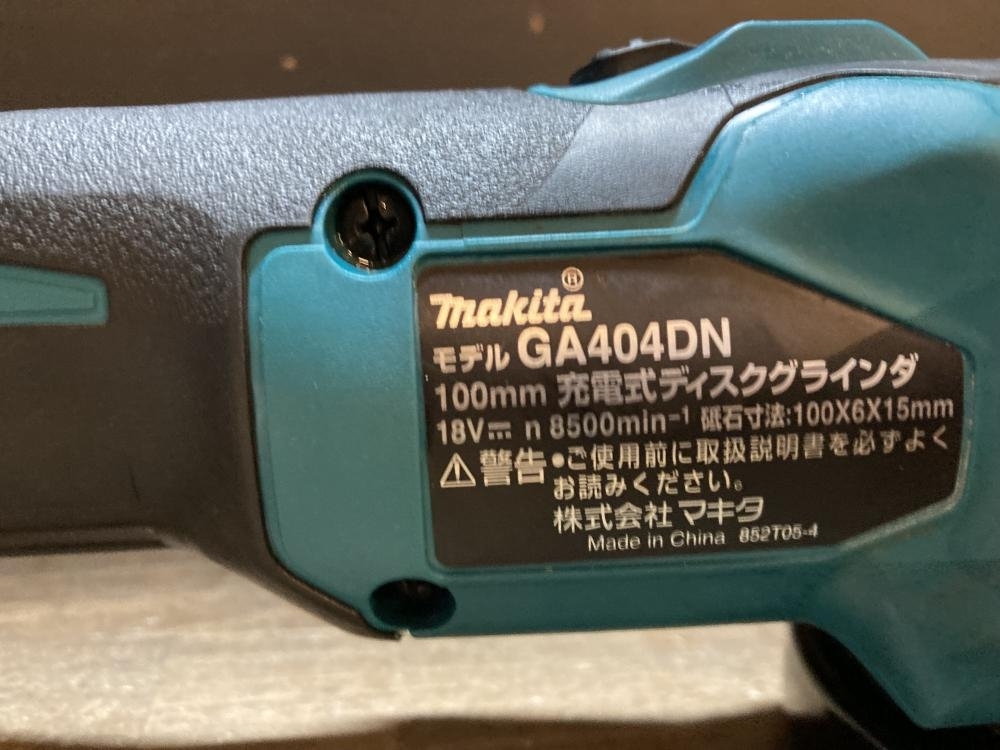 makita®
モデル GA404DN
100mm 充電式ディスクグラインダ
18V⎓ n 8500min⁻¹ 砥石寸法:100X6X15mm
⚠警告 •ご使用前に取扱説明書を必ずよく
お読みください。
株式会社 マキタ
Made in China 852T05-4